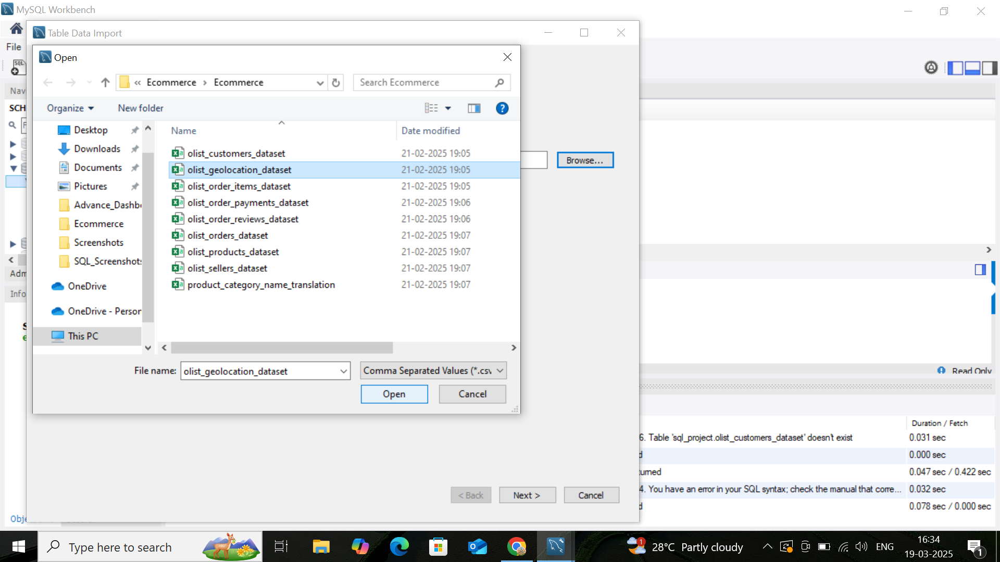 MySQL Workbench
Table Data Import
File
Open
« Ecommerce › Ecommerce
Search Ecommerce
SQL
Nav
SCH
Organize
New folder
Desktop
Downloads
Documents
Pictures
Advance_Dashb
Ecommerce
Screenshots
SQL_Screenshots
OneDrive
OneDrive - Person
This PC
Name Date modified
olist_customers_dataset 21-02-2025 19:05
olist_geolocation_dataset 21-02-2025 19:05
olist_order_items_dataset 21-02-2025 19:05
olist_order_payments_dataset 21-02-2025 19:06
olist_order_reviews_dataset 21-02-2025 19:06
olist_orders_dataset 21-02-2025 19:07
olist_products_dataset 21-02-2025 19:07
olist_sellers_dataset 21-02-2025 19:07
product_category_name_translation 21-02-2025 19:07
File name: olist_geolocation_dataset
Comma Separated Values (*.csv
Open Cancel
Browse...
Adm
Info
Read Only
Duration / Fetch
6. Table 'sql_project.olist_customers_dataset' doesn't exist 0.031 sec
d 0.000 sec
turned 0.047 sec / 0.422 sec
4. You have an error in your SQL syntax; check the manual that corre... 0.032 sec
d 0.078 sec / 0.000 sec
< Back Next > Cancel
Obje
Type here to search
1
28°C Partly cloudy
ENG
16:34
19-03-2025
1